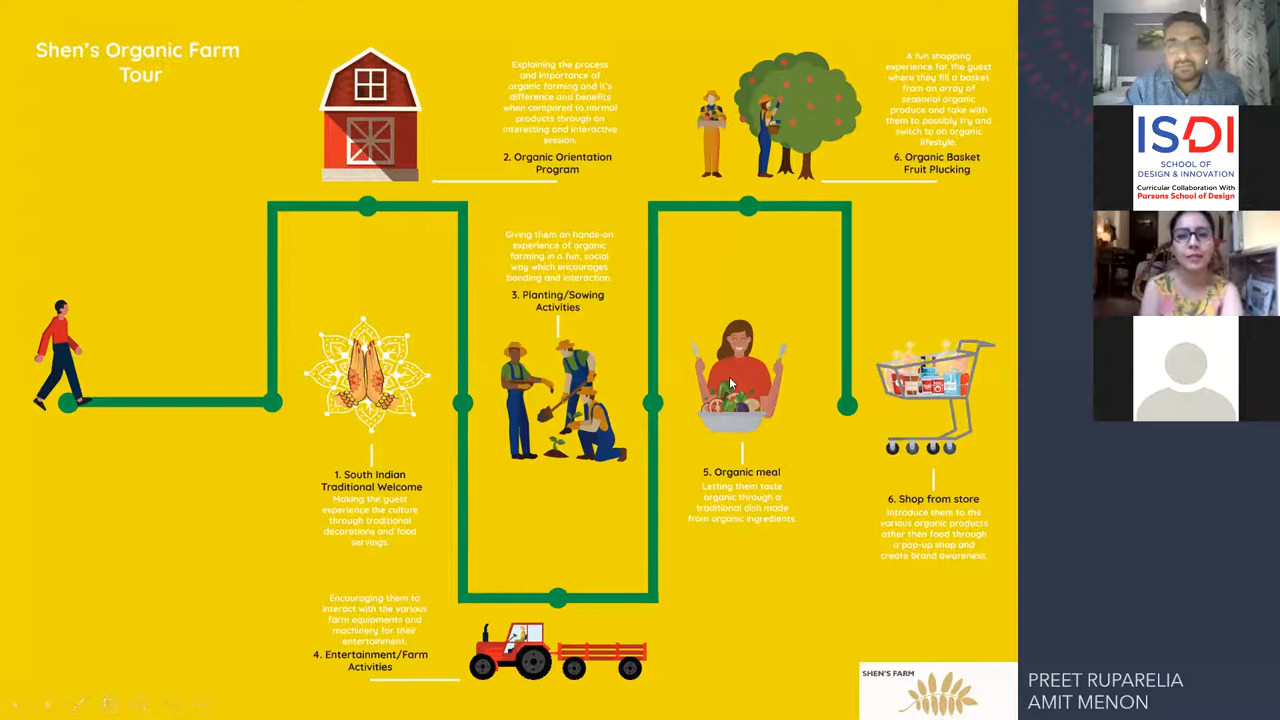 Shen's Organic Farm
Tour
Explaining the process
and importance of
organic farming and it's
difference and benefits
when compared to normal
products through an
interesting and interactive
session.
2. Organic Orientation
Program
A fun shopping
experience for the guest
where they fill a basket
from an array of
seasonal organic
produce and take with
them to possibly try and
switch to an organic
lifestyle.
6. Organic Basket
Fruit Plucking
Giving them an hands-on
experience of organic
farming in a fun, social
way which encourages
bonding and interaction.
3. Planting/Sowing
Activities
1. South Indian
Traditional Welcome
Making the guest
experience the culture
through traditional
decorations and food
servings.
5. Organic meal
Letting them taste
organic through a
traditional dish made
from organic ingredients.
6. Shop from store
Introduce them to the
various organic products
other then food through
a pop-up shop and
create brand awareness.
Encouraging them to
interact with the various
farm equipments and
machinery for their
entertainment.
4. Entertainment/Farm
Activities
SHEN'S FARM
ISDI
SCHOOL OF
DESIGN & INNOVATION
Curricular Collaboration With
Parsons School of Design
PREET RUPARELIA
AMIT MENON